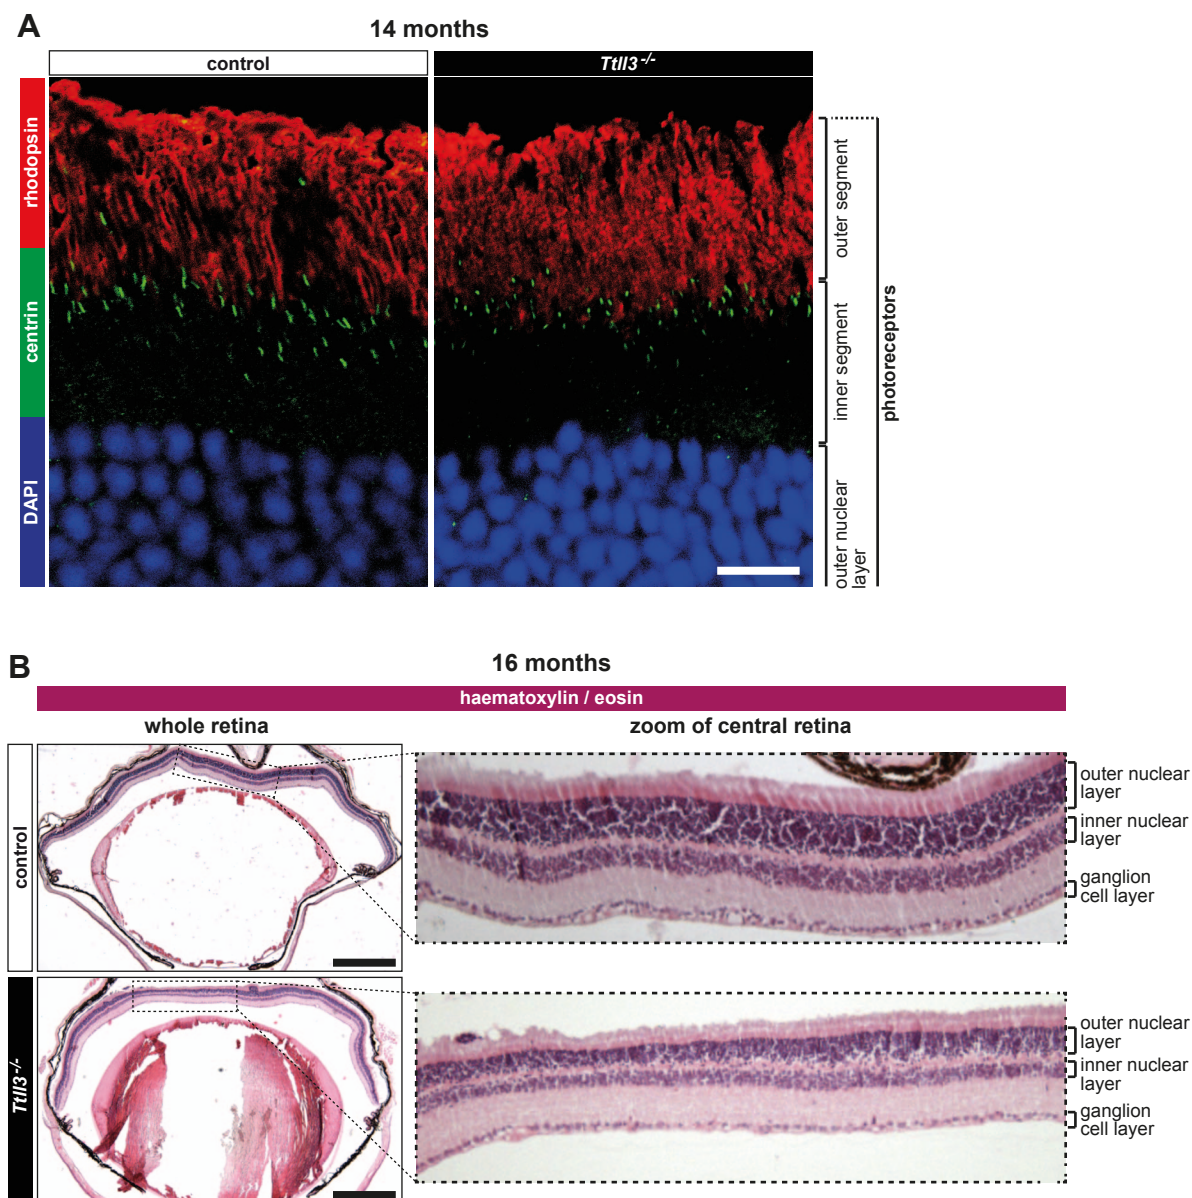 A
14 months
control
Ttll3-/-
rhodopsin
centrin
DAPI
outer segment
inner segment
outer nuclear
layer
photoreceptors
B
16 months
haematoxylin / eosin
whole retina
zoom of central retina
control
outer nuclear
layer
inner nuclear
layer
ganglion
cell layer
Ttll3-/-
outer nuclear
layer
inner nuclear
layer
ganglion
cell layer